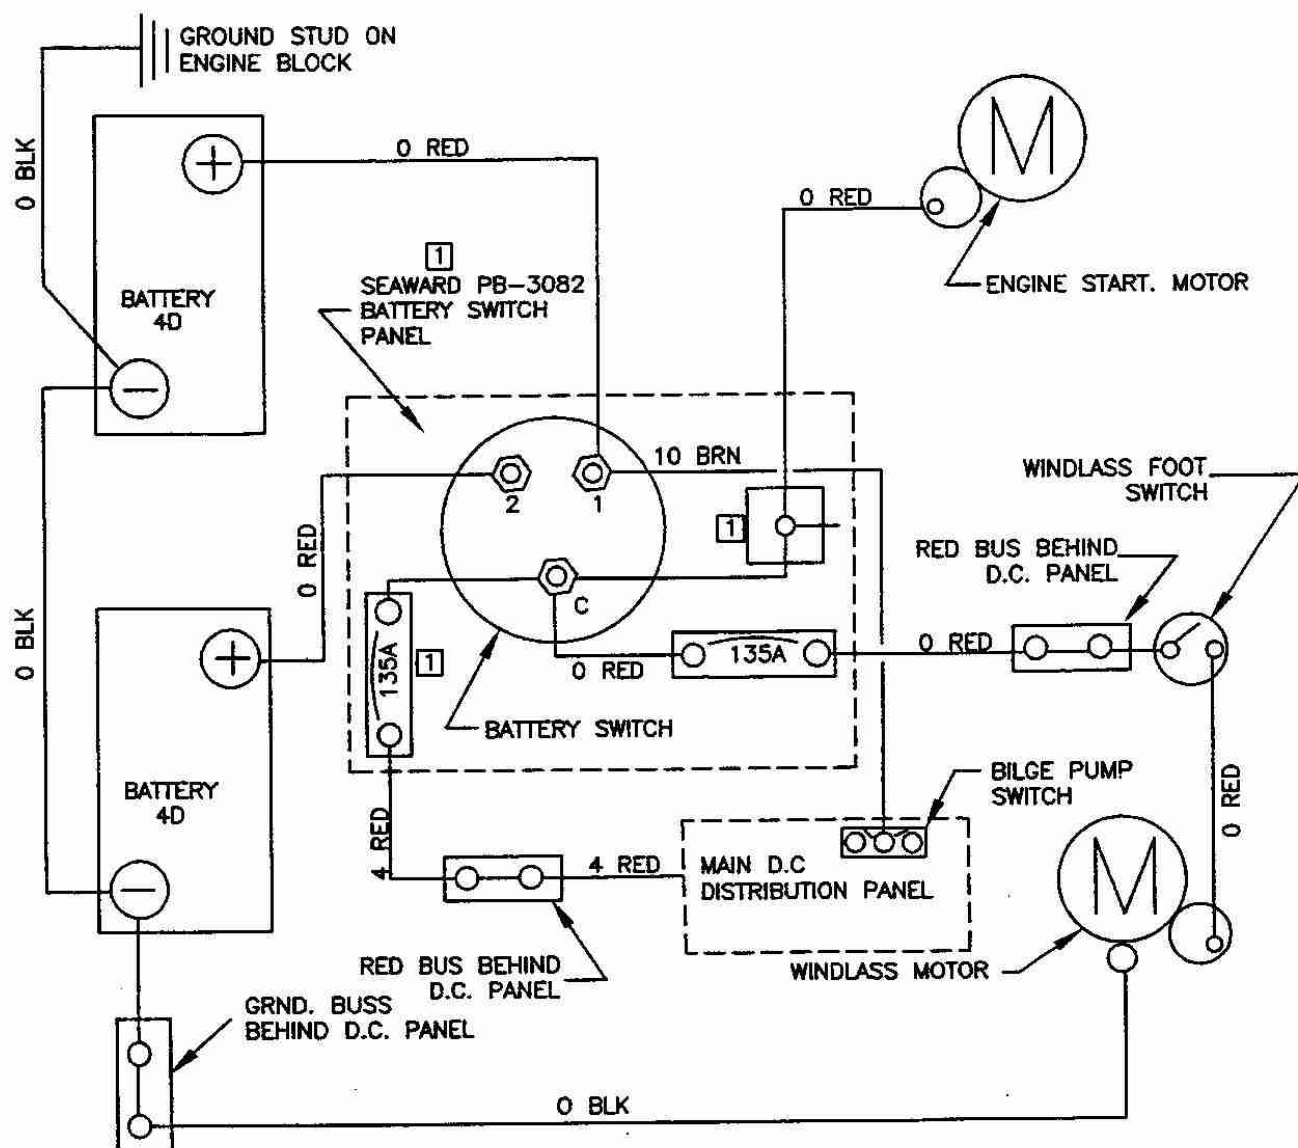 GROUND STUD ON
ENGINE BLOCK
0 BLK
+
0 RED
M
0 RED
1
SEAWARD PB-3082
BATTERY SWITCH
PANEL
ENGINE START. MOTOR
BATTERY
4D
−
10 BRN
2
1
WINDLASS FOOT
SWITCH
1
RED BUS BEHIND
D.C. PANEL
0 RED
C
0 BLK
+
135A
1
0 RED
135A
0 RED
BATTERY SWITCH
BATTERY
4D
BILGE PUMP
SWITCH
0 RED
4 RED
4 RED
MAIN D.C
DISTRIBUTION PANEL
M
−
RED BUS BEHIND
D.C. PANEL
WINDLASS MOTOR
GRND. BUSS
BEHIND D.C. PANEL
0 BLK